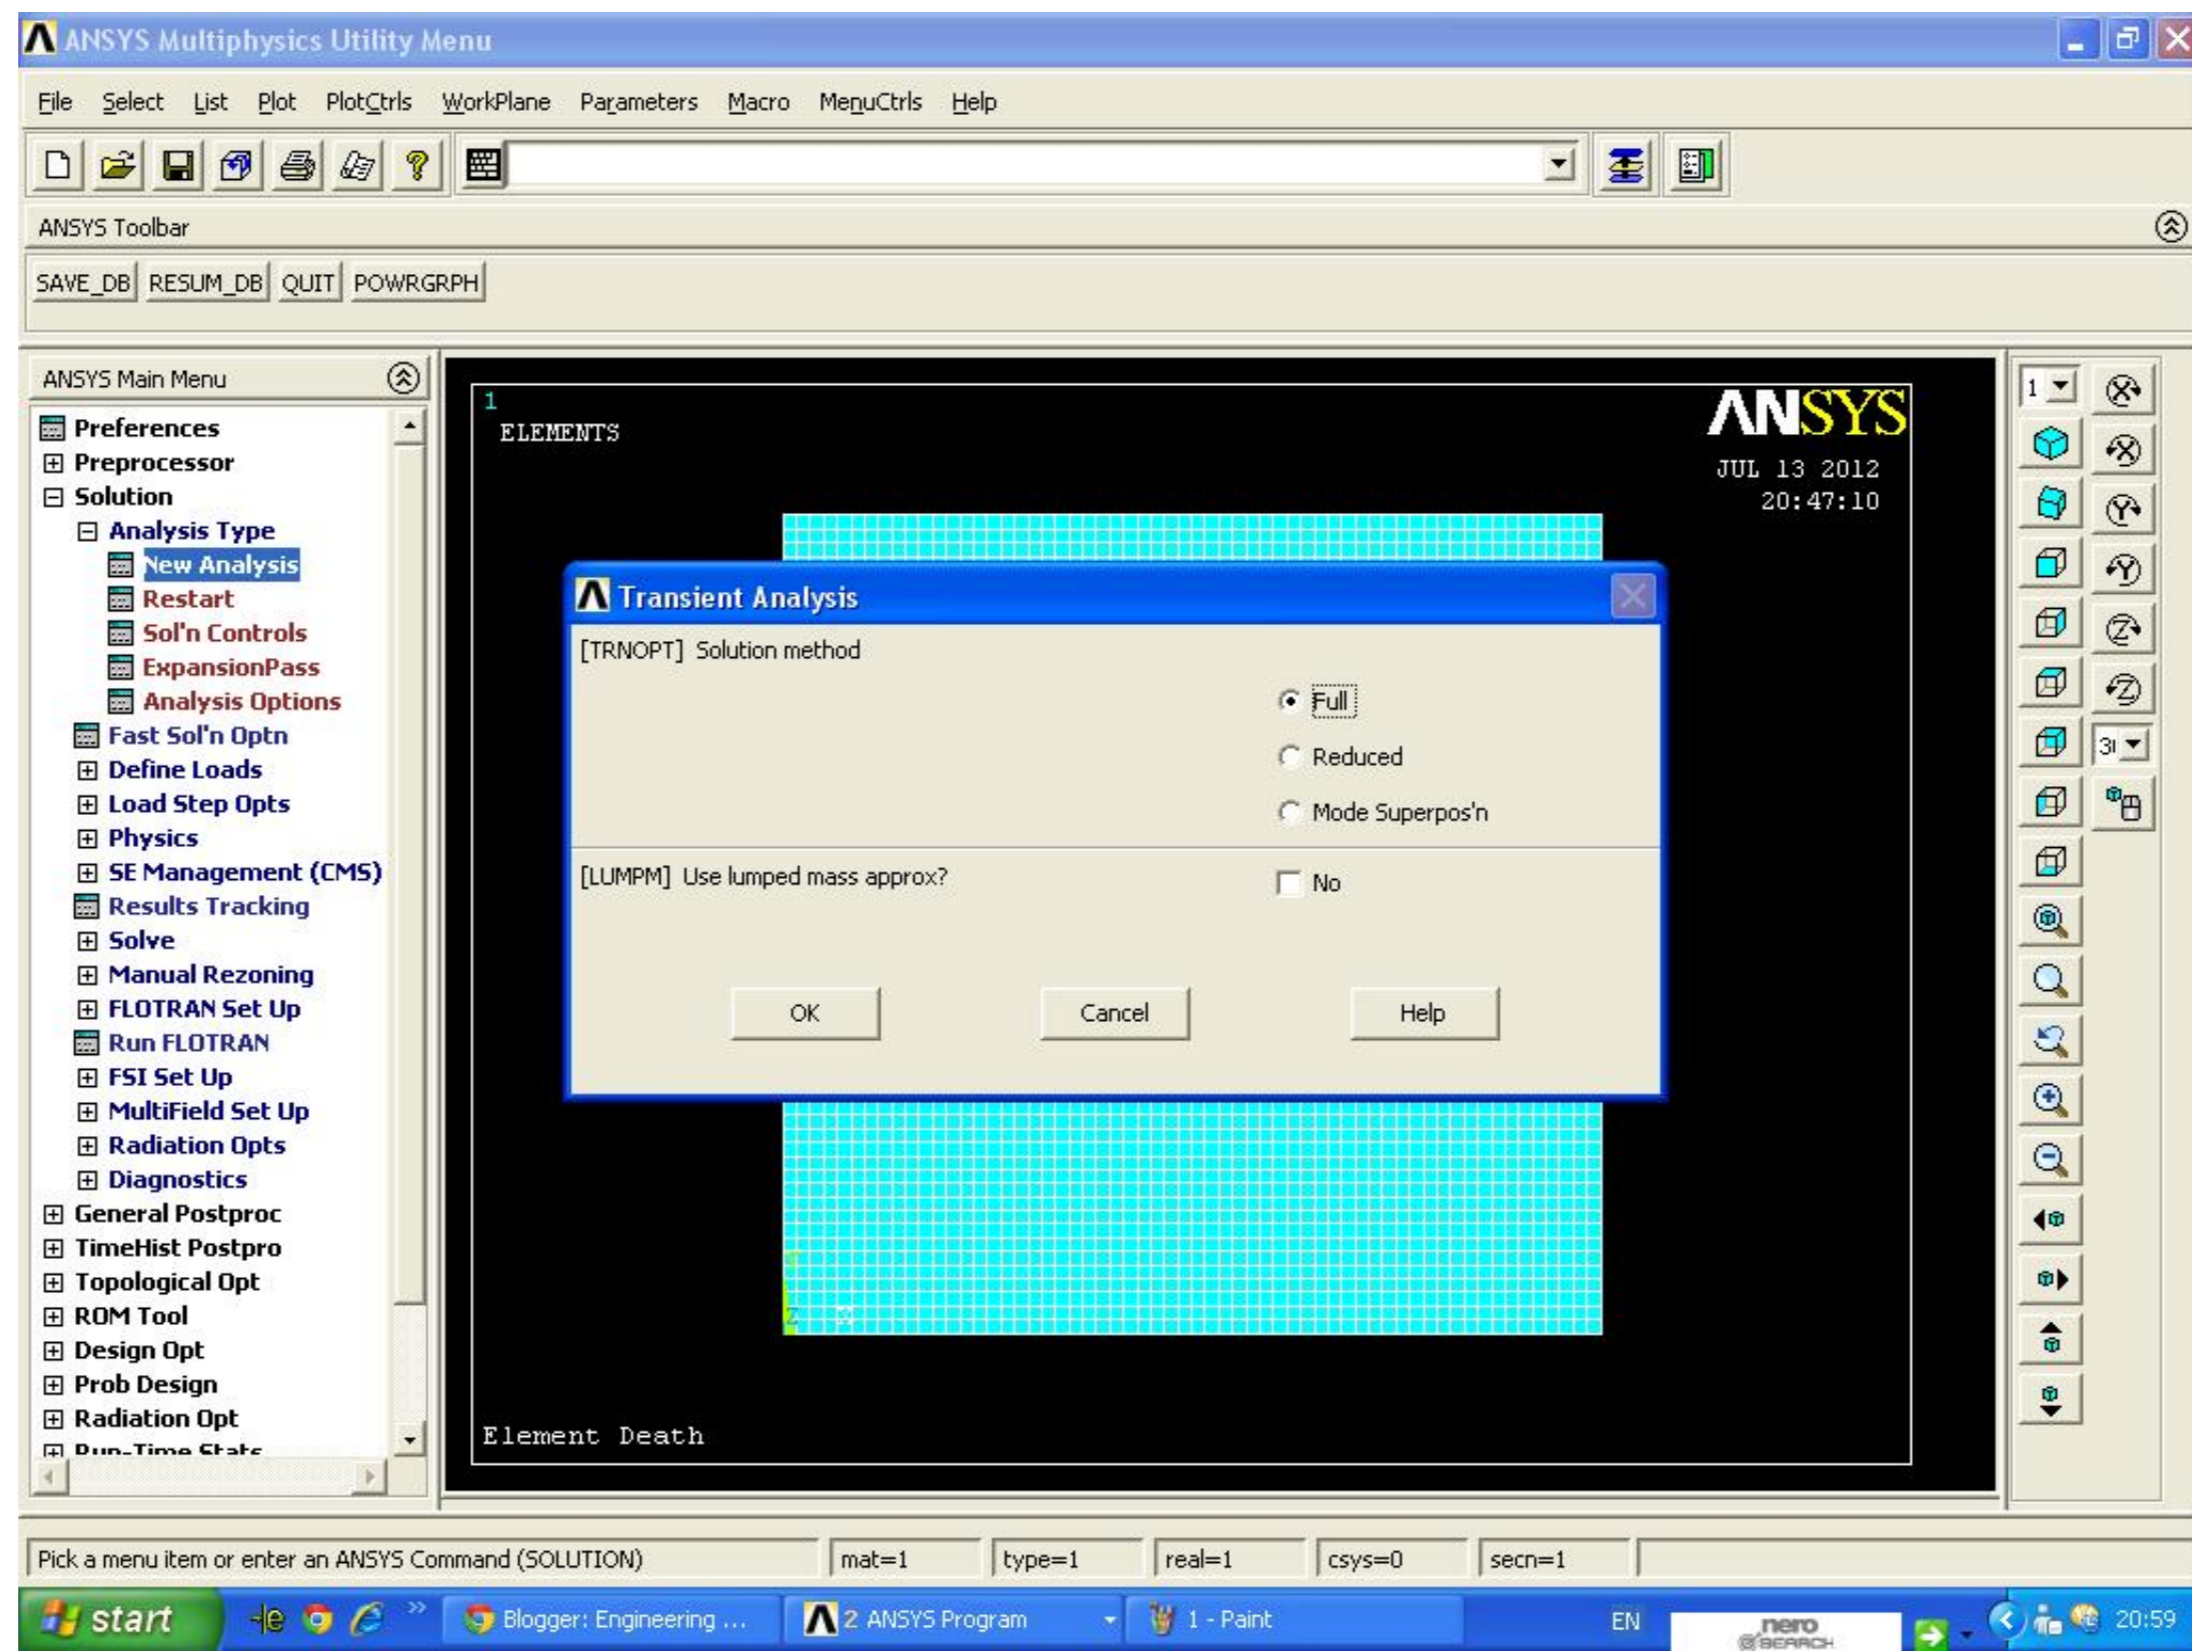 ANSYS Multiphysics Utility Menu
File Select List Plot PlotCtrls WorkPlane Parameters Macro MenuCtrls Help
ANSYS Toolbar
SAVE_DB RESUM_DB QUIT POWRGRPH
ANSYS Main Menu
Preferences
Preprocessor
Solution
Analysis Type
New Analysis
Restart
Sol'n Controls
ExpansionPass
Analysis Options
Fast Sol'n Optn
Define Loads
Load Step Opts
Physics
SE Management (CMS)
Results Tracking
Solve
Manual Rezoning
FLOTRAN Set Up
Run FLOTRAN
FSI Set Up
MultiField Set Up
Radiation Opts
Diagnostics
General Postproc
TimeHist Postpro
Topological Opt
ROM Tool
Design Opt
Prob Design
Radiation Opt
Run-Time Stats
1
ELEMENTS
ANSYS
JUL 13 2012
20:47:10
Transient Analysis
[TRNOPT] Solution method
Full
Reduced
Mode Superpos'n
[LUMPM] Use lumped mass approx?
No
OK Cancel Help
Z X
Element Death
1
X
X
Y
Y
Z
Z
Pick a menu item or enter an ANSYS Command (SOLUTION) mat=1 type=1 real=1 csys=0 secn=1
start Blogger: Engineering ... 2 ANSYS Program 1 - Paint EN nero SEARCH 20:59